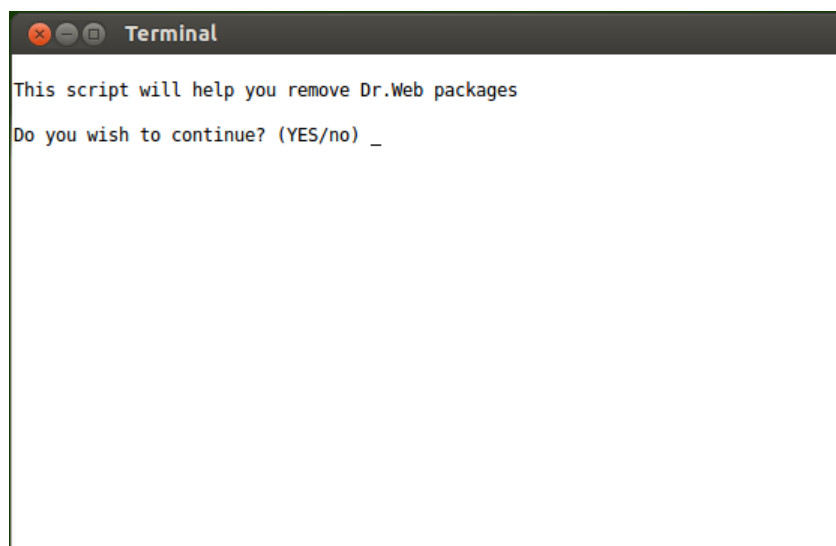 Terminal
This script will help you remove Dr.Web packages
Do you wish to continue? (YES/no) _